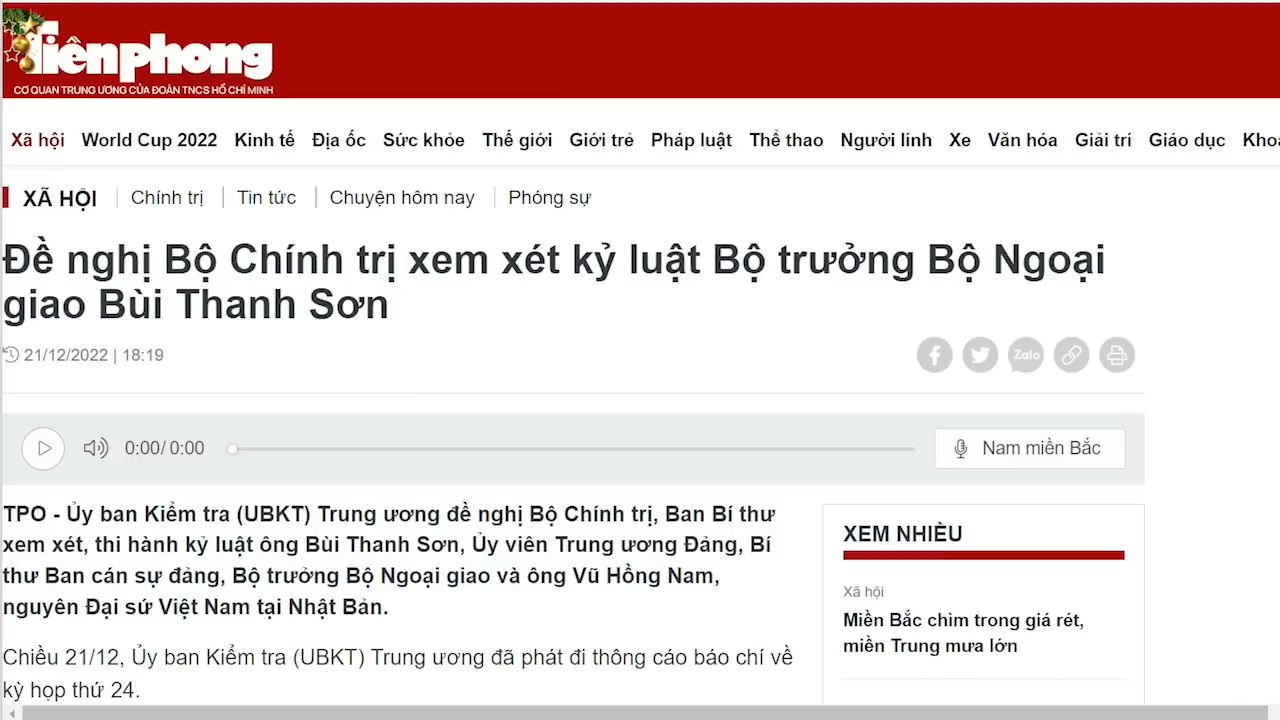 Tiền phong
CƠ QUAN TRUNG ƯƠNG CỦA ĐOÀN TNCS HỒ CHÍ MINH
Xã hội World Cup 2022 Kinh tế Địa ốc Sức khỏe Thế giới Giới trẻ Pháp luật Thể thao Người lính Xe Văn hóa Giải trí Giáo dục Khoa
XÃ HỘI Chính trị Tin tức Chuyện hôm nay Phóng sự
Đề nghị Bộ Chính trị xem xét kỷ luật Bộ trưởng Bộ Ngoại
giao Bùi Thanh Sơn
21/12/2022 | 18:19
Zalo
0:00/ 0:00
Nam miền Bắc
TPO - Ủy ban Kiểm tra (UBKT) Trung ương đề nghị Bộ Chính trị, Ban Bí thư
xem xét, thi hành kỷ luật ông Bùi Thanh Sơn, Ủy viên Trung ương Đảng, Bí
thư Ban cán sự đảng, Bộ trưởng Bộ Ngoại giao và ông Vũ Hồng Nam,
nguyên Đại sứ Việt Nam tại Nhật Bản.
Chiều 21/12, Ủy ban Kiểm tra (UBKT) Trung ương đã phát đi thông cáo báo chí về
kỳ họp thứ 24.
XEM NHIỀU
Xã hội
Miền Bắc chìm trong giá rét,
miền Trung mưa lớn